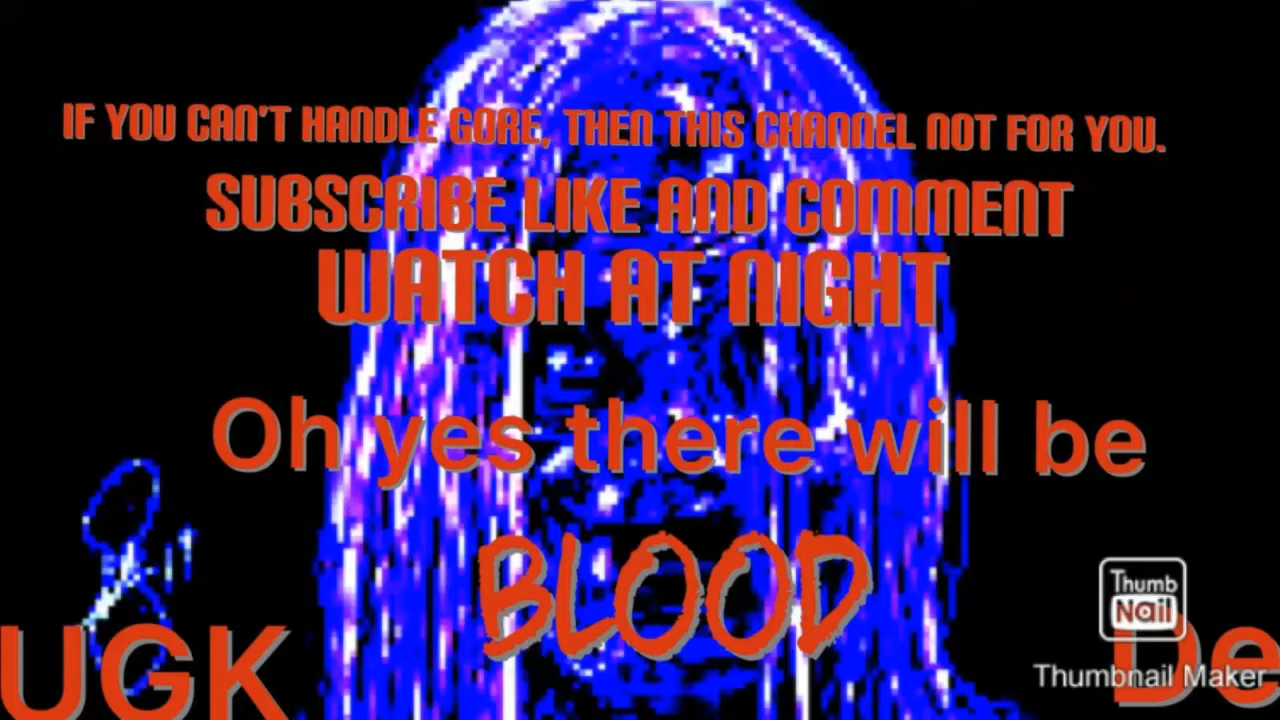 IF YOU CAN'T HANDLE GORE, THEN THIS CHANNEL NOT FOR YOU.
SUBSCRIBE LIKE AND COMMENT
WATCH AT NIGHT
Oh yes there will be
BLOOD
UGK
De
Thumb
Nail
Thumbnail Maker